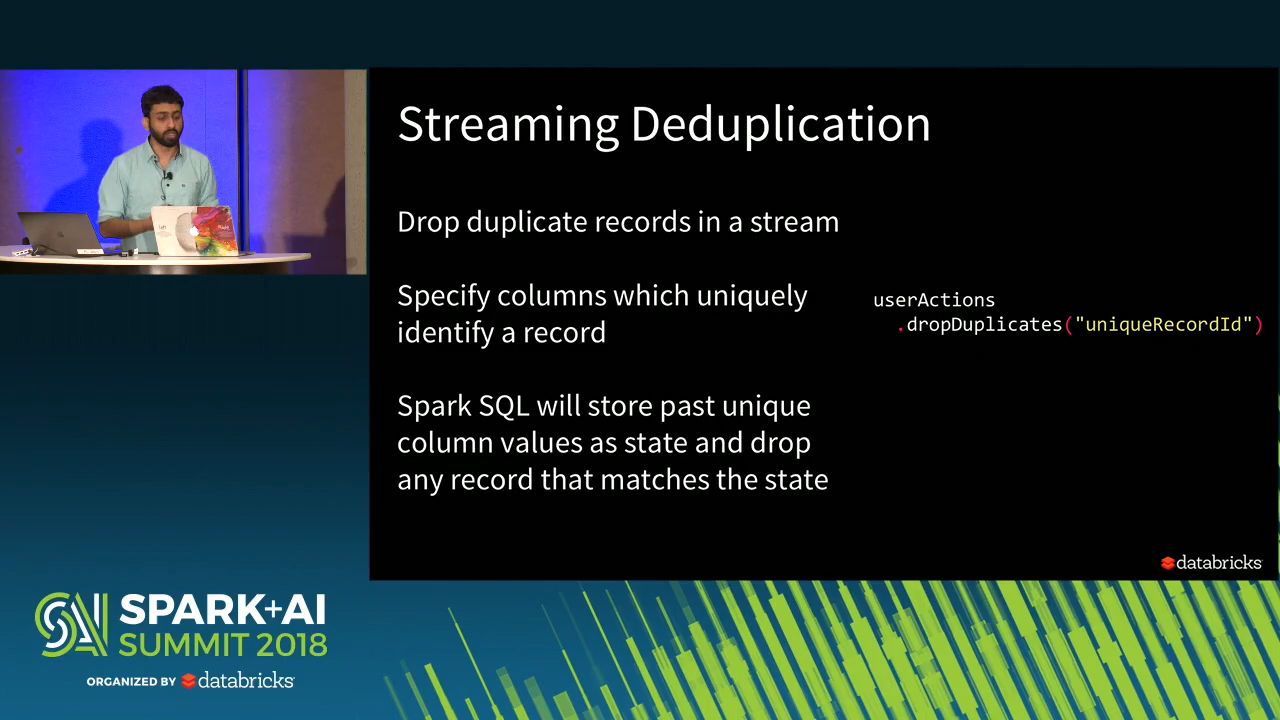 Streaming Deduplication
Drop duplicate records in a stream
Specify columns which uniquely
identify a record
userActions
.dropDuplicates("uniqueRecordId")
Spark SQL will store past unique
column values as state and drop
any record that matches the state
databricks
SAI
SPARK+AI
SUMMIT 2018
ORGANIZED BY databricks